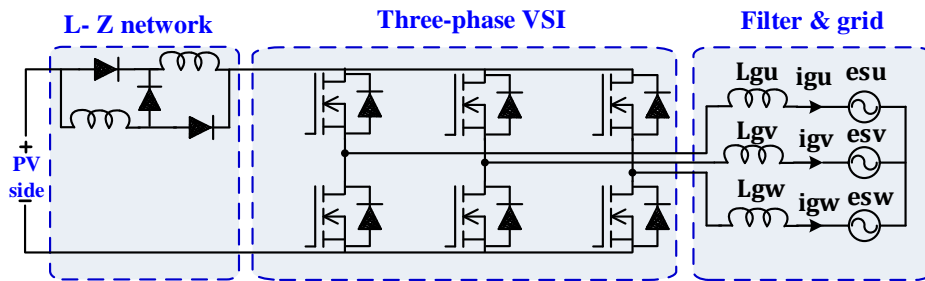 L- Z network
Three-phase VSI
Filter & grid
Lgu igu esu
Lgv igv esv
Lgw igw esw
+
PV
side
-